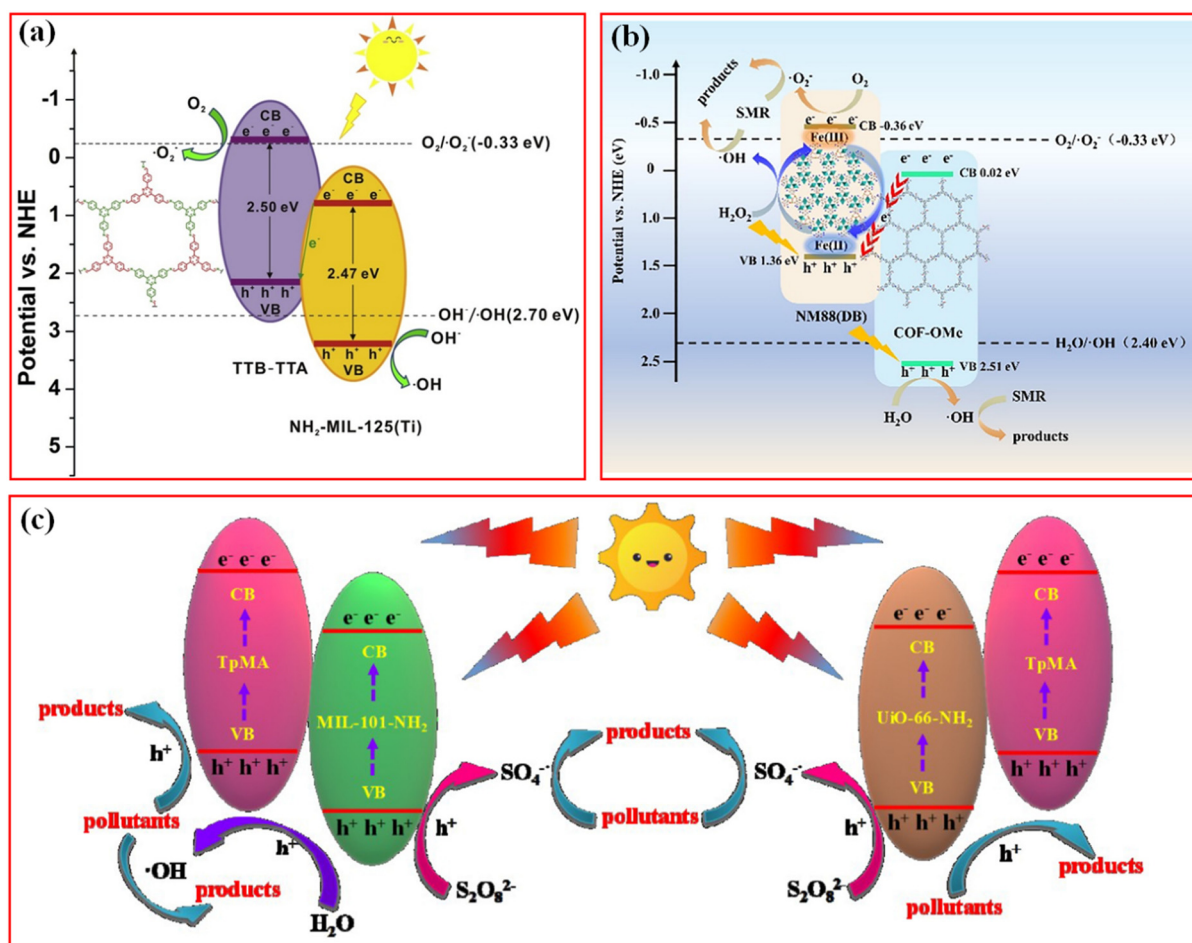 (a)
Potential vs. NHE
-1
0
1
2
3
4
5
O₂
·O₂⁻
CB
e⁻ e⁻ e⁻
2.50 eV
h⁺ h⁺ h⁺
VB
TTB-TTA
e⁻
CB
e⁻ e⁻ e⁻
2.47 eV
h⁺ h⁺ h⁺
VB
NH₂-MIL-125(Ti)
O₂/·O₂⁻(-0.33 eV)
OH⁻/·OH(2.70 eV)
OH⁻
·OH
(b)
Potential vs. NHE (eV)
-1.0
-0.5
0
0.5
1.0
1.5
2.0
2.5
products
SMR
·O₂⁻
O₂
·OH
H₂O₂
e⁻ e⁻ e⁻
CB -0.36 eV
Fe(III)
Fe(II)
VB 1.36 eV
h⁺ h⁺ h⁺
NM88(DB)
O₂/·O₂⁻ (-0.33 eV)
e⁻ e⁻ e⁻
CB 0.02 eV
e⁻
COF-OMe
H₂O/·OH (2.40 eV)
VB 2.51 eV
h⁺ h⁺ h⁺
H₂O
·OH
SMR
products
(c)
e⁻ e⁻ e⁻
CB
TpMA
VB
h⁺ h⁺ h⁺
e⁻ e⁻ e⁻
CB
MIL-101-NH₂
VB
h⁺ h⁺ h⁺
products
h⁺
pollutants
·OH
products
h⁺
H₂O
SO₄⁻·
h⁺
S₂O₈²⁻
products
pollutants
SO₄⁻·
h⁺
S₂O₈²⁻
e⁻ e⁻ e⁻
CB
UiO-66-NH₂
VB
h⁺ h⁺ h⁺
e⁻ e⁻ e⁻
CB
TpMA
VB
h⁺ h⁺ h⁺
h⁺
pollutants
products